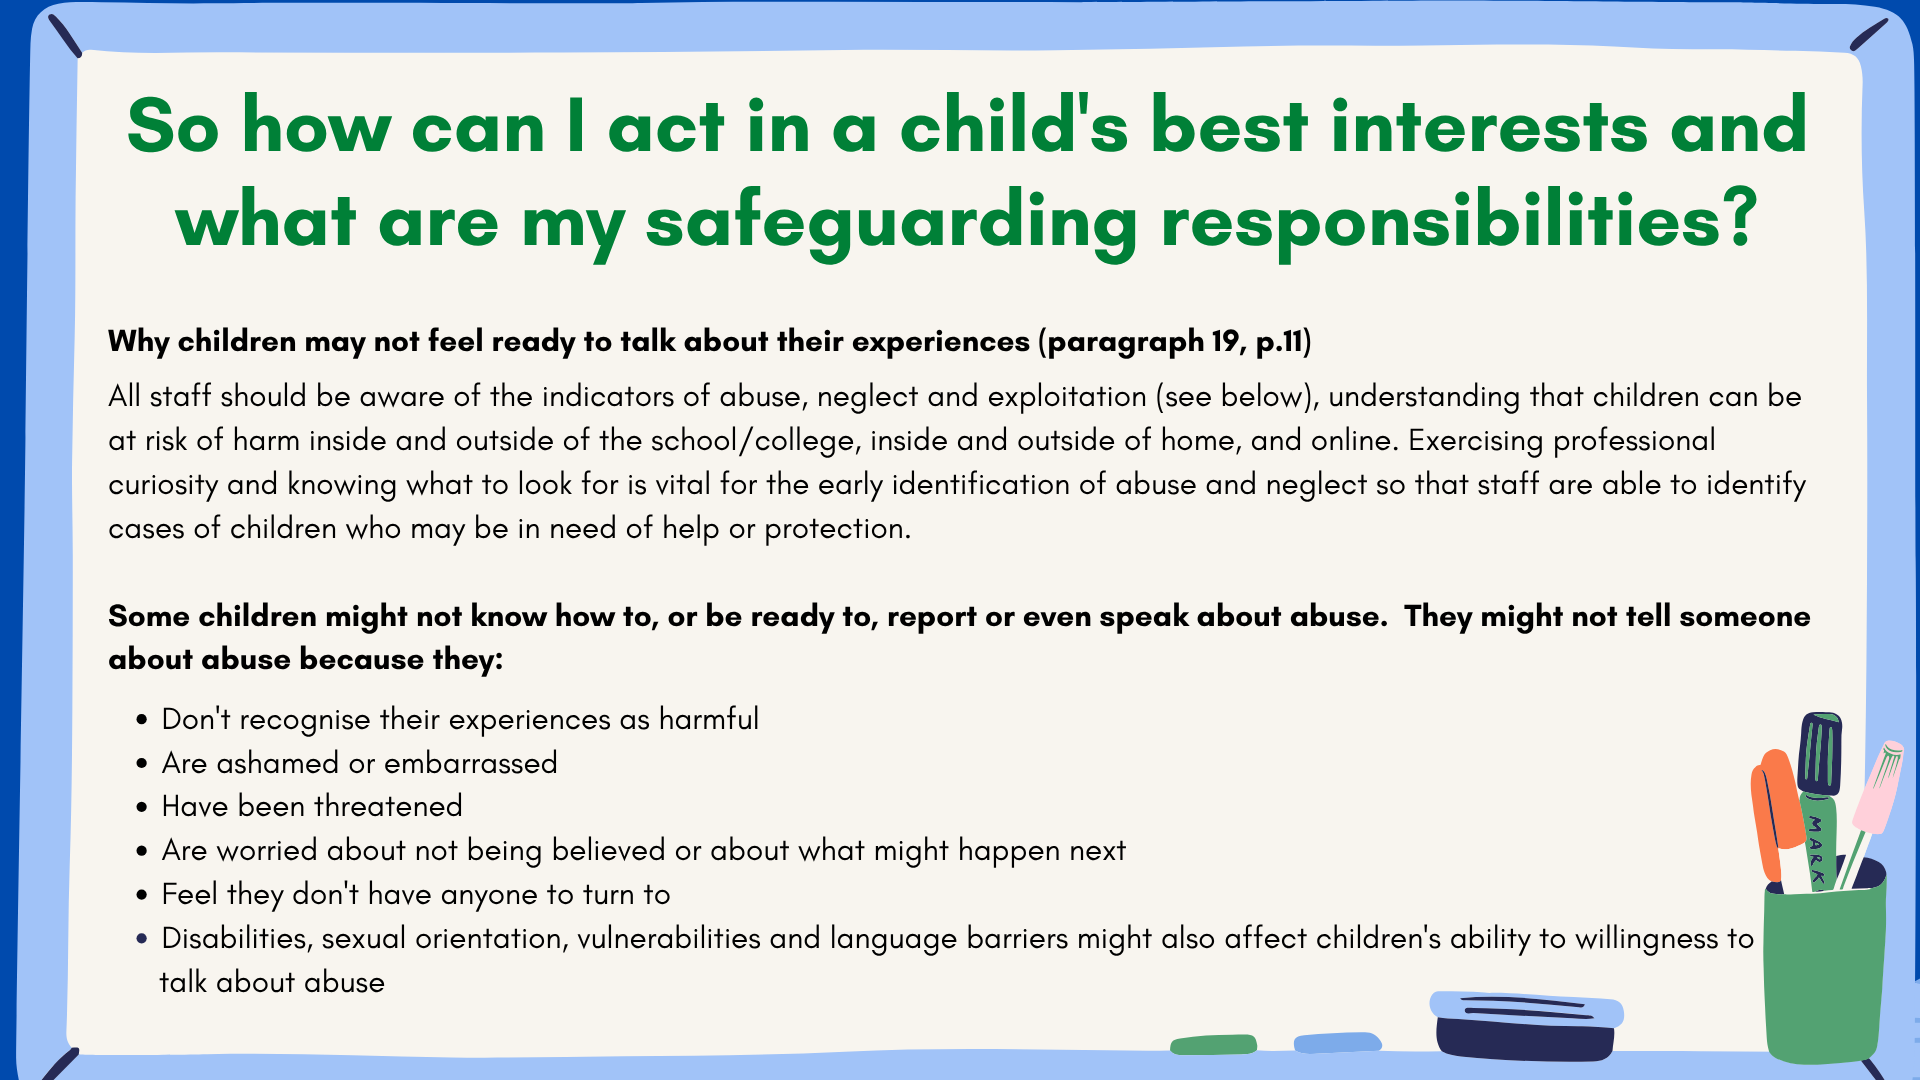 So how can I act in a child's best interests and
what are my safeguarding responsibilities?
Why children may not feel ready to talk about their experiences (paragraph 19, p.11)
All staff should be aware of the indicators of abuse, neglect and exploitation (see below), understanding that children can be
at risk of harm inside and outside of the school/college, inside and outside of home, and online. Exercising professional
curiosity and knowing what to look for is vital for the early identification of abuse and neglect so that staff are able to identify
cases of children who may be in need of help or protection.
Some children might not know how to, or be ready to, report or even speak about abuse.  They might not tell someone
about abuse because they:
• Don't recognise their experiences as harmful
• Are ashamed or embarrassed
• Have been threatened
• Are worried about not being believed or about what might happen next
• Feel they don't have anyone to turn to
• Disabilities, sexual orientation, vulnerabilities and language barriers might also affect children's ability to willingness to
talk about abuse
MARK